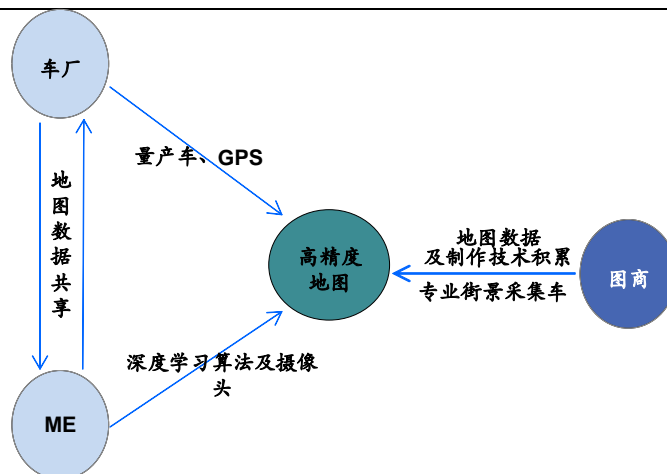 车厂
量产车、GPS
地
图
数
据
共
享
高精度
地图
地图数据
及制作技术积累
专业街景采集车
图商
深度学习算法及摄像
头
ME